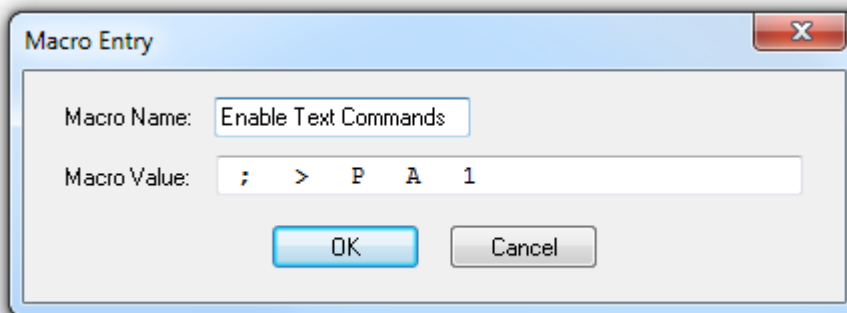 Macro Entry
Macro Name: Enable Text Commands
Macro Value: ; > P A 1
OK Cancel